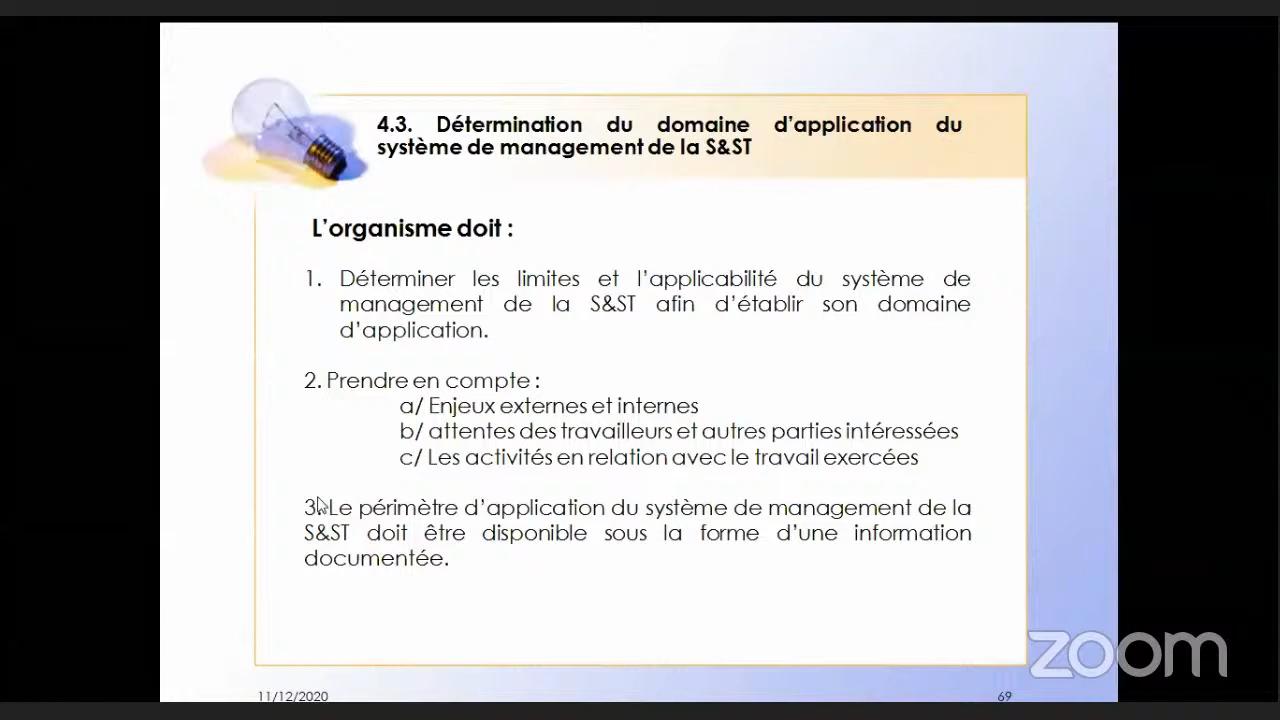 4.3. Détermination du domaine d'application du
système de management de la S&ST
L'organisme doit :
1. Déterminer les limites et l'applicabilité du système de
management de la S&ST afin d'établir son domaine
d'application.
2. Prendre en compte :
a/ Enjeux externes et internes
b/ attentes des travailleurs et autres parties intéressées
c/ Les activités en relation avec le travail exercées
3. Le périmètre d'application du système de management de la
S&ST doit être disponible sous la forme d'une information
documentée.
zoom
11/12/2020
69